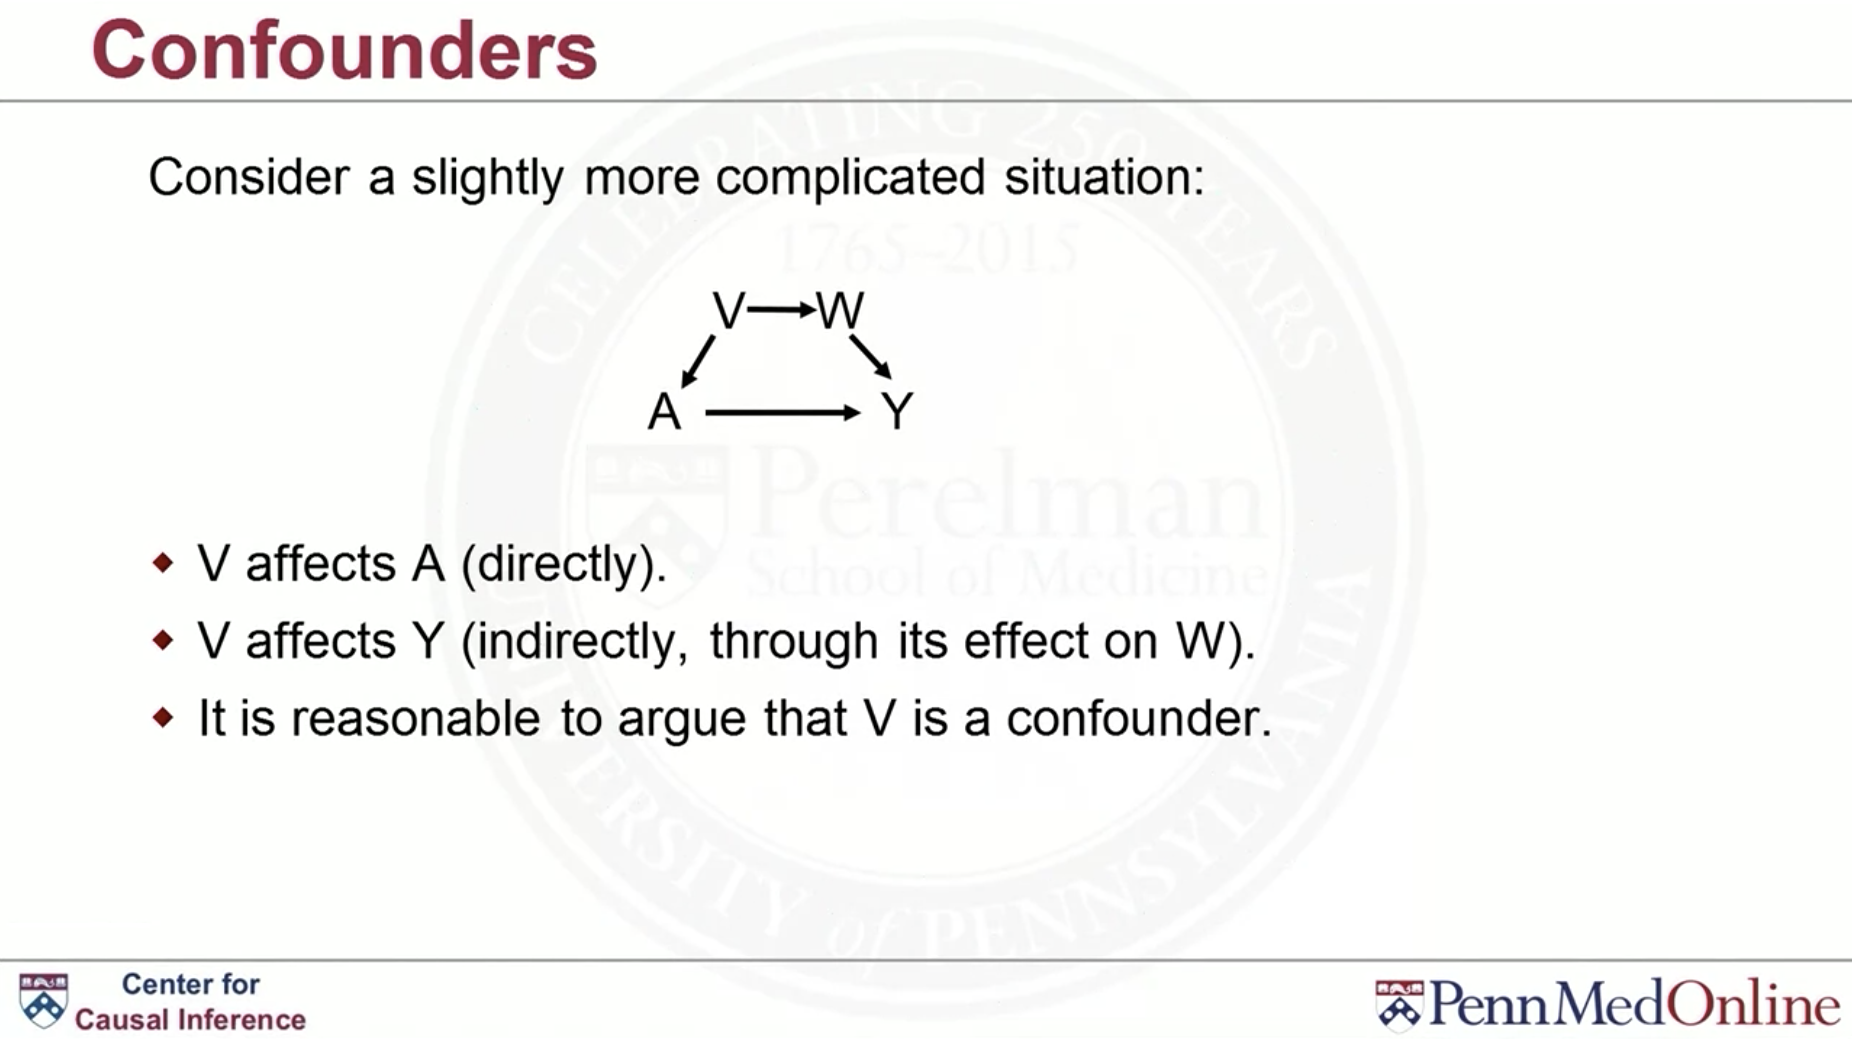 Confounders
Consider a slightly more complicated situation:
CELEBRATING 250 YEARS
1765–2015
V W
A Y
Perelman
School of Medicine
UNIVERSITY of PENNSYLVANIA
V affects A (directly).
V affects Y (indirectly, through its effect on W).
It is reasonable to argue that V is a confounder.
Center for
Causal Inference
PennMedOnline